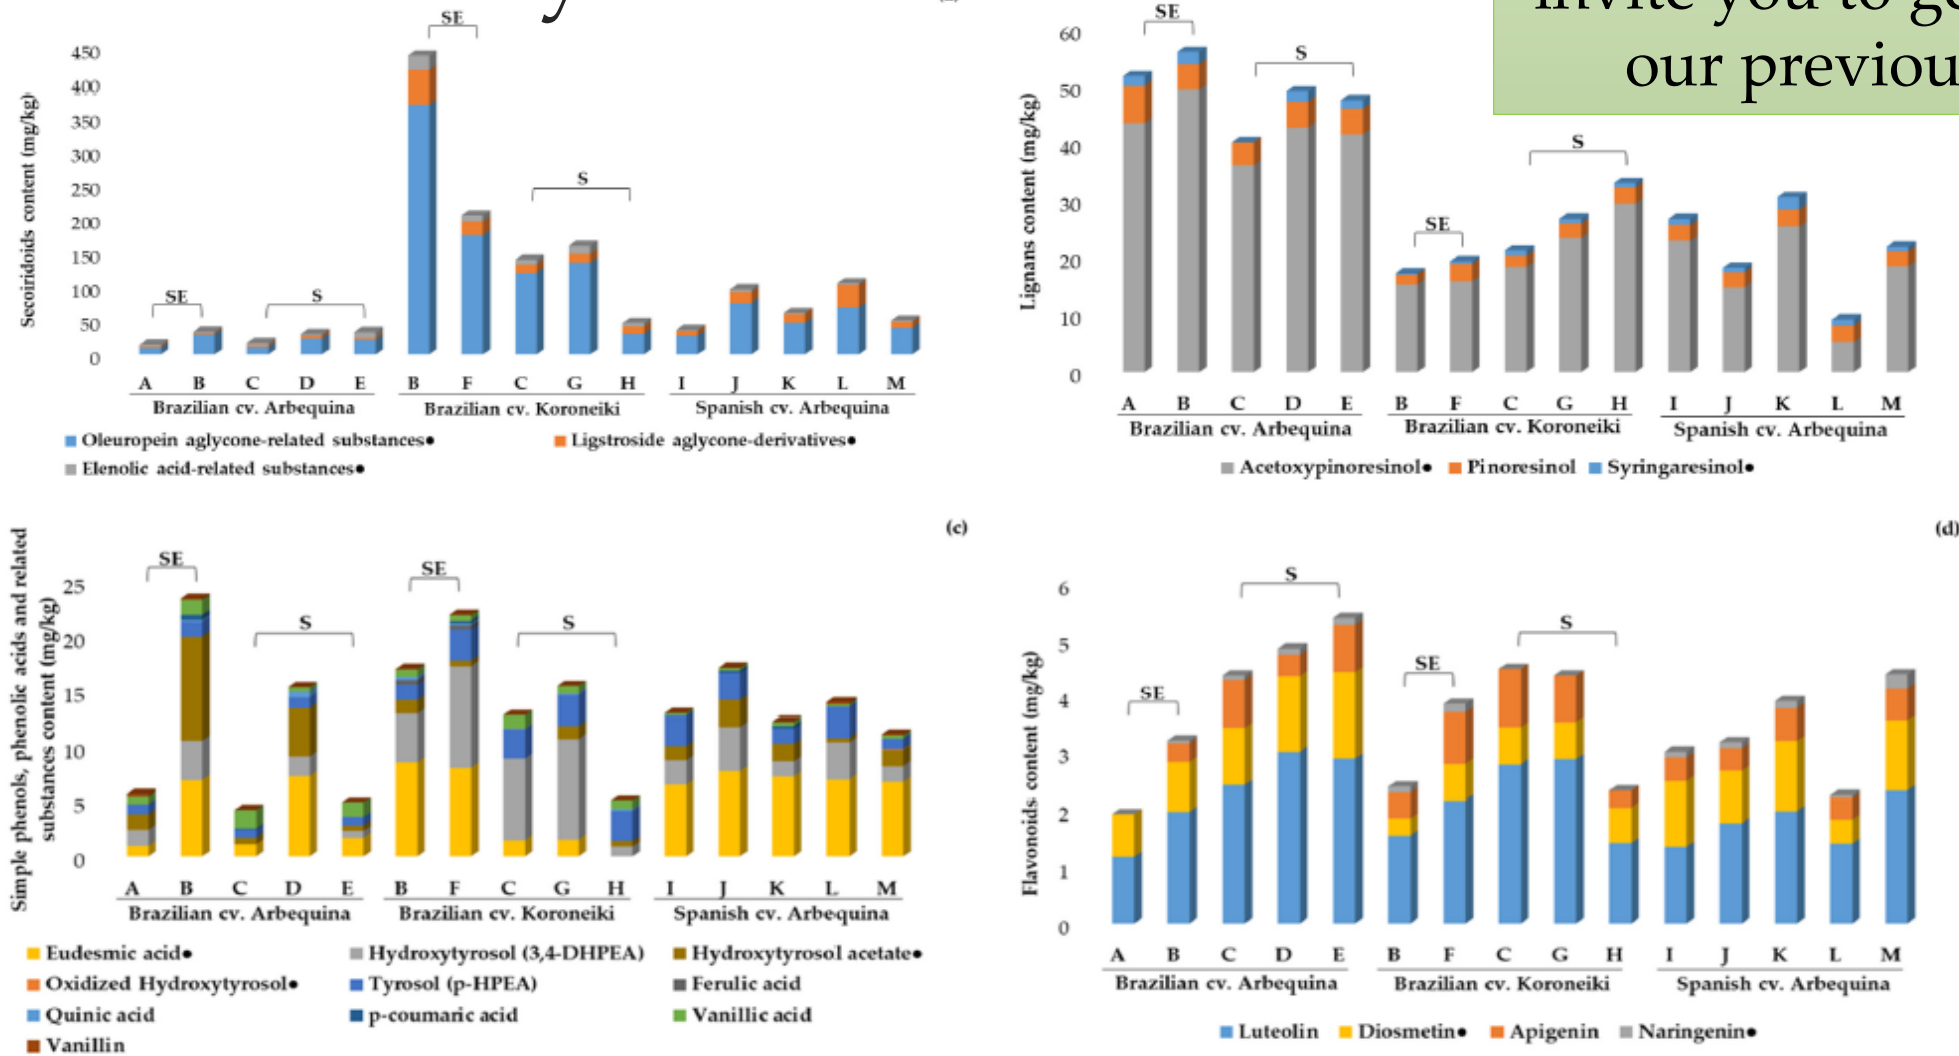 invite you to
our previou
y
SE
450
400
350
300
250
200
150
100
50
0
Secoiridoids content (mg/kg)
SE
S
S
A B C D E B F C G H I J K L M
Brazilian cv. Arbequina Brazilian cv. Koroneiki Spanish cv. Arbequina
Oleuropein aglycone-related substances● Ligstroside aglycone-derivatives●
Elenolic acid-related substances●
SE
60
50
40
30
20
10
0
Lignans content (mg/kg)
S
S
SE
A B C D E B F C G H I J K L M
Brazilian cv. Arbequina Brazilian cv. Koroneiki Spanish cv. Arbequina
Acetoxypinoresinol● Pinoresinol Syringaresinol●
(c)
Simple phenols, phenolic acids and related
substances content (mg/kg)
SE
SE
S
S
25
20
15
10
5
0
A B C D E B F C G H I J K L M
Brazilian cv. Arbequina Brazilian cv. Koroneiki Spanish cv. Arbequina
Eudesmic acid● Hydroxytyrosol (3,4-DHPEA) Hydroxytyrosol acetate●
Oxidized Hydroxytyrosol● Tyrosol (p-HPEA) Ferulic acid
Quinic acid p-coumaric acid Vanillic acid
Vanillin
(d)
Flavonoids content (mg/kg)
S
S
SE
SE
6
5
4
3
2
1
0
A B C D E B F C G H I J K L M
Brazilian cv. Arbequina Brazilian cv. Koroneiki Spanish cv. Arbequina
Luteolin Diosmetin● Apigenin Naringenin●